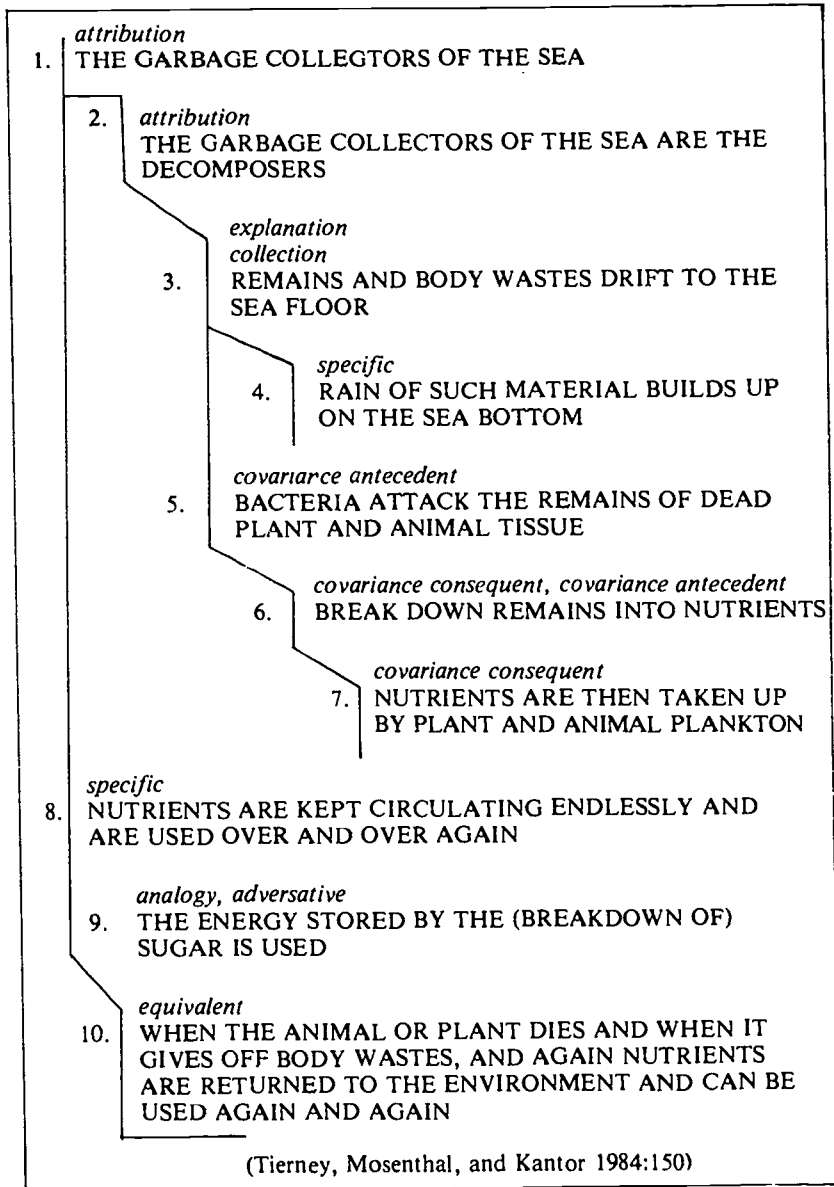 attribution
1. THE GARBAGE COLLEGTORS OF THE SEA
2. attribution
THE GARBAGE COLLECTORS OF THE SEA ARE THE
DECOMPOSERS
explanation
collection
3. REMAINS AND BODY WASTES DRIFT TO THE
SEA FLOOR
specific
4. RAIN OF SUCH MATERIAL BUILDS UP
ON THE SEA BOTTOM
covariance antecedent
5. BACTERIA ATTACK THE REMAINS OF DEAD
PLANT AND ANIMAL TISSUE
covariance consequent, covariance antecedent
6. BREAK DOWN REMAINS INTO NUTRIENTS
covariance consequent
7. NUTRIENTS ARE THEN TAKEN UP
BY PLANT AND ANIMAL PLANKTON
specific
8. NUTRIENTS ARE KEPT CIRCULATING ENDLESSLY AND
ARE USED OVER AND OVER AGAIN
analogy, adversative
9. THE ENERGY STORED BY THE (BREAKDOWN OF)
SUGAR IS USED
equivalent
10. WHEN THE ANIMAL OR PLANT DIES AND WHEN IT
GIVES OFF BODY WASTES, AND AGAIN NUTRIENTS
ARE RETURNED TO THE ENVIRONMENT AND CAN BE
USED AGAIN AND AGAIN
(Tierney, Mosenthal, and Kantor 1984:150)